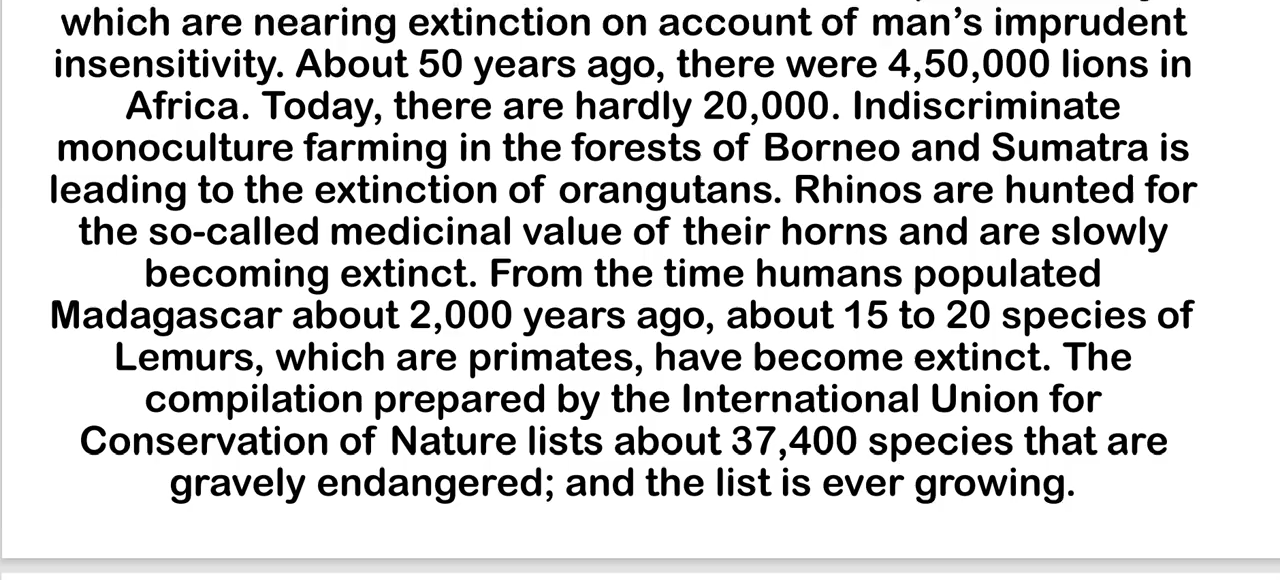 which are nearing extinction on account of man’s imprudent
insensitivity. About 50 years ago, there were 4,50,000 lions in
Africa. Today, there are hardly 20,000. Indiscriminate
monoculture farming in the forests of Borneo and Sumatra is
leading to the extinction of orangutans. Rhinos are hunted for
the so-called medicinal value of their horns and are slowly
becoming extinct. From the time humans populated
Madagascar about 2,000 years ago, about 15 to 20 species of
Lemurs, which are primates, have become extinct. The
compilation prepared by the International Union for
Conservation of Nature lists about 37,400 species that are
gravely endangered; and the list is ever growing.